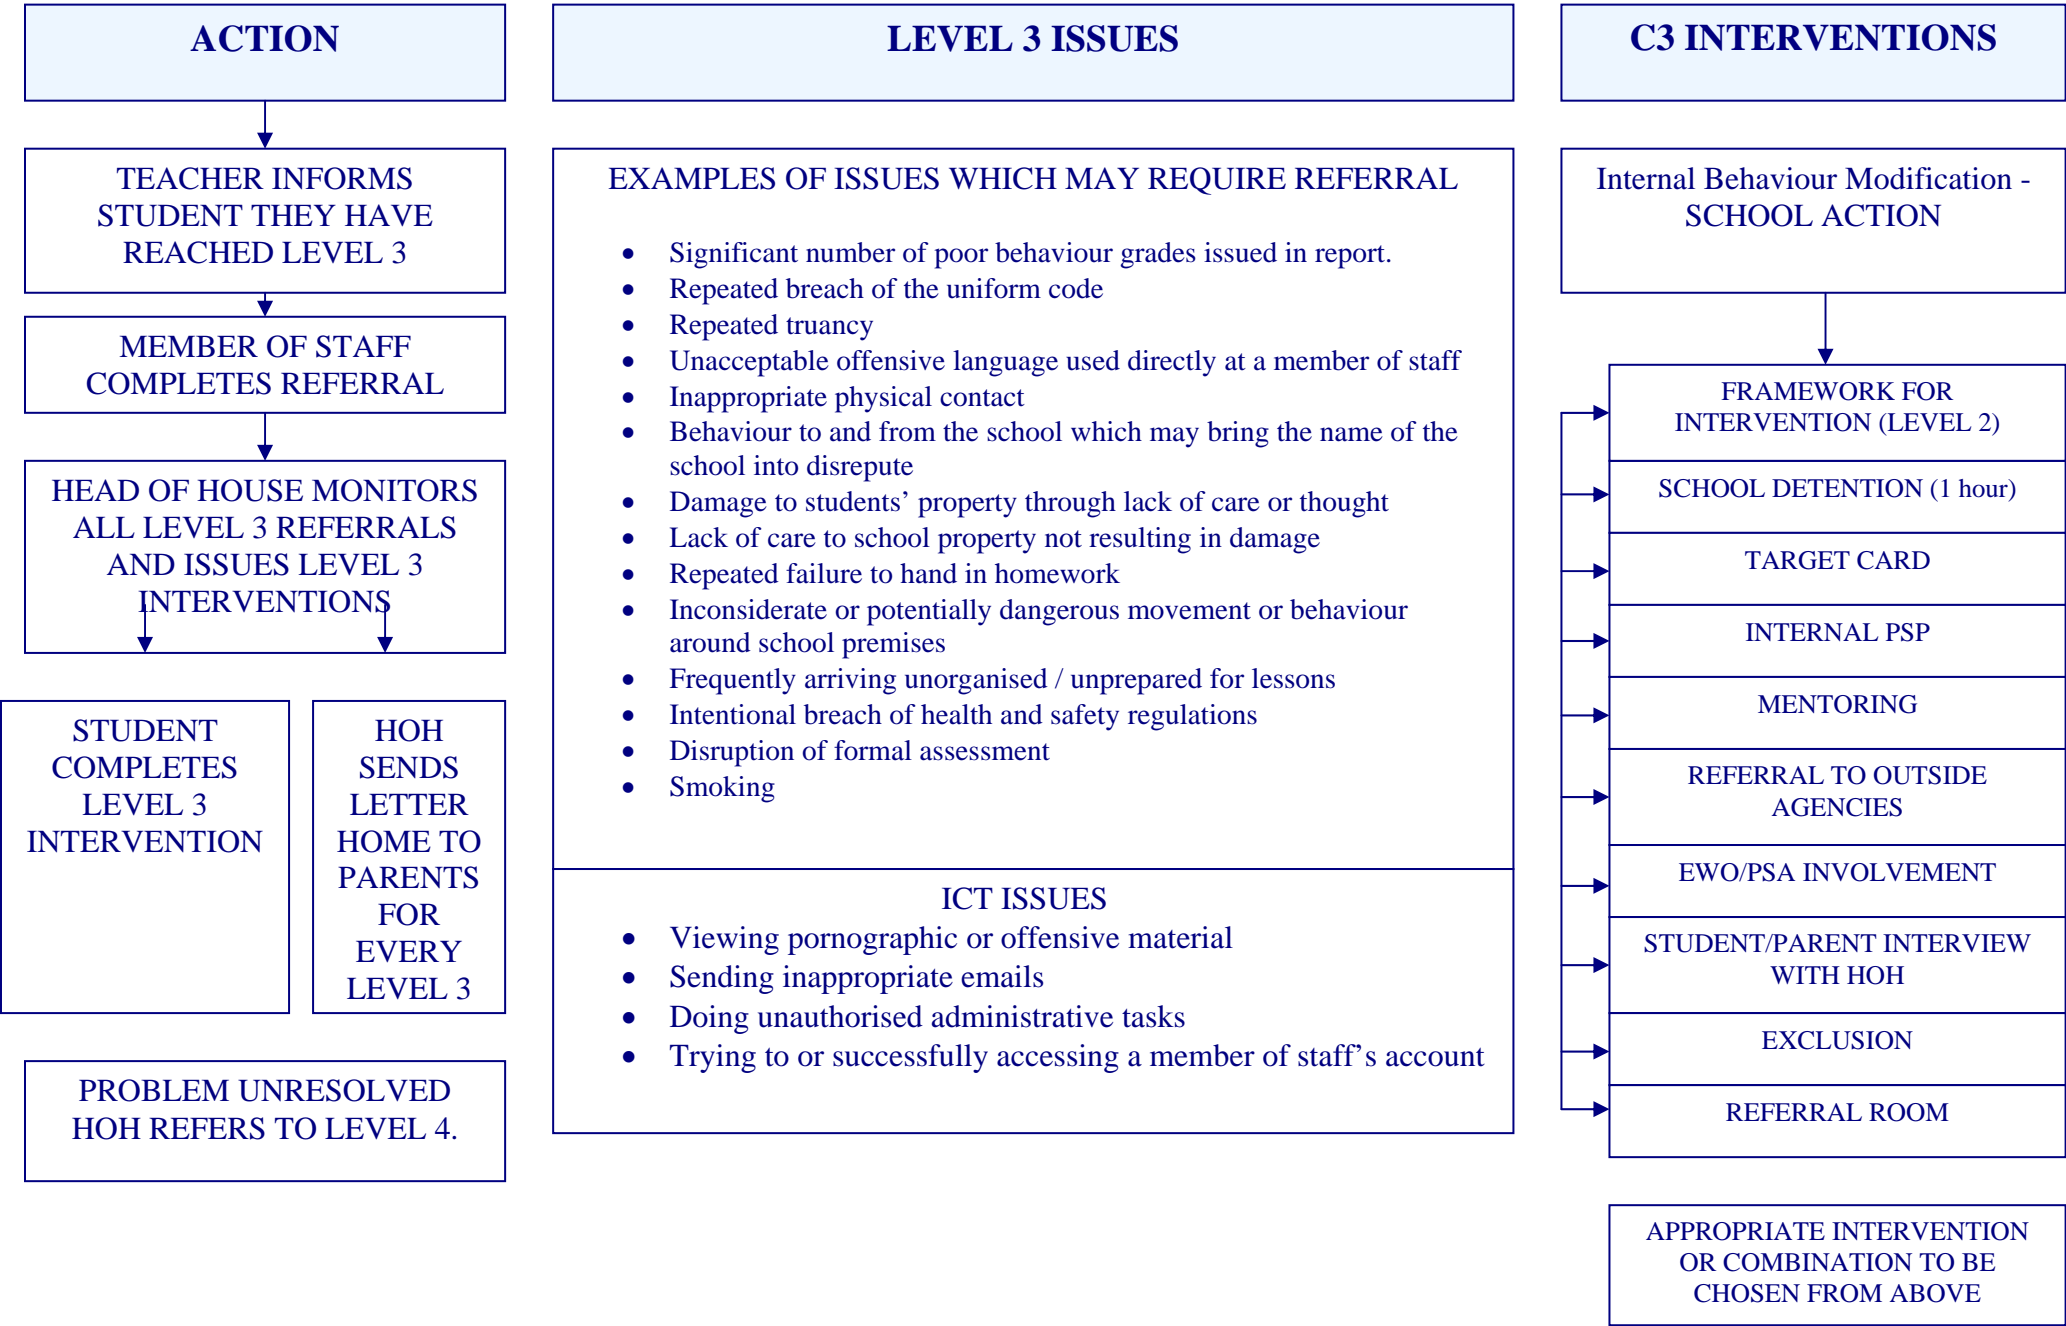 ACTION
TEACHER INFORMS
STUDENT THEY HAVE
REACHED LEVEL 3
MEMBER OF STAFF
COMPLETES REFERRAL
HEAD OF HOUSE MONITORS
ALL LEVEL 3 REFERRALS
AND ISSUES LEVEL 3
INTERVENTIONS
STUDENT
COMPLETES
LEVEL 3
INTERVENTION
HOH
SENDS
LETTER
HOME TO
PARENTS
FOR
EVERY
LEVEL 3
PROBLEM UNRESOLVED
HOH REFERS TO LEVEL 4.
LEVEL 3 ISSUES
EXAMPLES OF ISSUES WHICH MAY REQUIRE REFERRAL
• Significant number of poor behaviour grades issued in report.
• Repeated breach of the uniform code
• Repeated truancy
• Unacceptable offensive language used directly at a member of staff
• Inappropriate physical contact
• Behaviour to and from the school which may bring the name of the
school into disrepute
• Damage to students’ property through lack of care or thought
• Lack of care to school property not resulting in damage
• Repeated failure to hand in homework
• Inconsiderate or potentially dangerous movement or behaviour
around school premises
• Frequently arriving unorganised / unprepared for lessons
• Intentional breach of health and safety regulations
• Disruption of formal assessment
• Smoking
ICT ISSUES
• Viewing pornographic or offensive material
• Sending inappropriate emails
• Doing unauthorised administrative tasks
• Trying to or successfully accessing a member of staff’s account
C3 INTERVENTIONS
Internal Behaviour Modification -
SCHOOL ACTION
FRAMEWORK FOR
INTERVENTION (LEVEL 2)
SCHOOL DETENTION (1 hour)
TARGET CARD
INTERNAL PSP
MENTORING
REFERRAL TO OUTSIDE
AGENCIES
EWO/PSA INVOLVEMENT
STUDENT/PARENT INTERVIEW
WITH HOH
EXCLUSION
REFERRAL ROOM
APPROPRIATE INTERVENTION
OR COMBINATION TO BE
CHOSEN FROM ABOVE